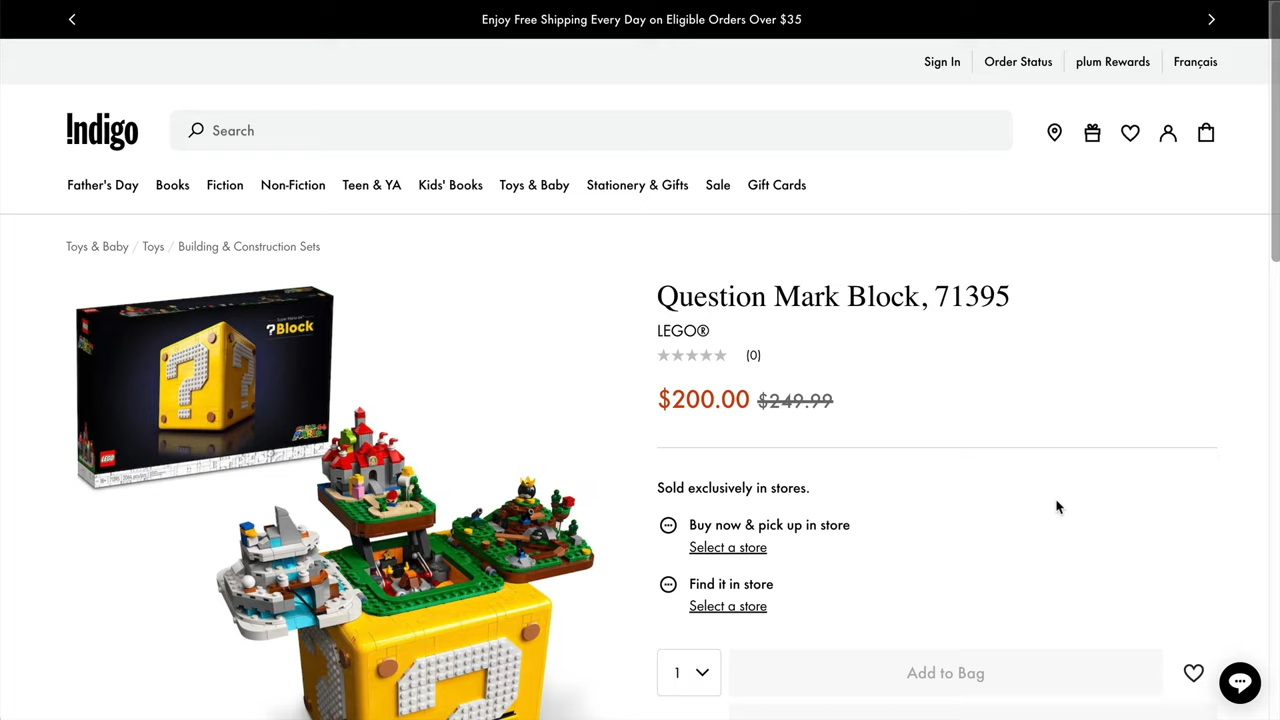 Enjoy Free Shipping Every Day on Eligible Orders Over $35
Sign In
Order Status
plum Rewards
Français
!ndigo
Search
Father's Day
Books
Fiction
Non-Fiction
Teen & YA
Kids' Books
Toys & Baby
Stationery & Gifts
Sale
Gift Cards
Toys & Baby / Toys / Building & Construction Sets
?Block
LEGO
Question Mark Block, 71395
LEGO®
(0)
$200.00 $249.99
Sold exclusively in stores.
Buy now & pick up in store
Select a store
Find it in store
Select a store
1
Add to Bag